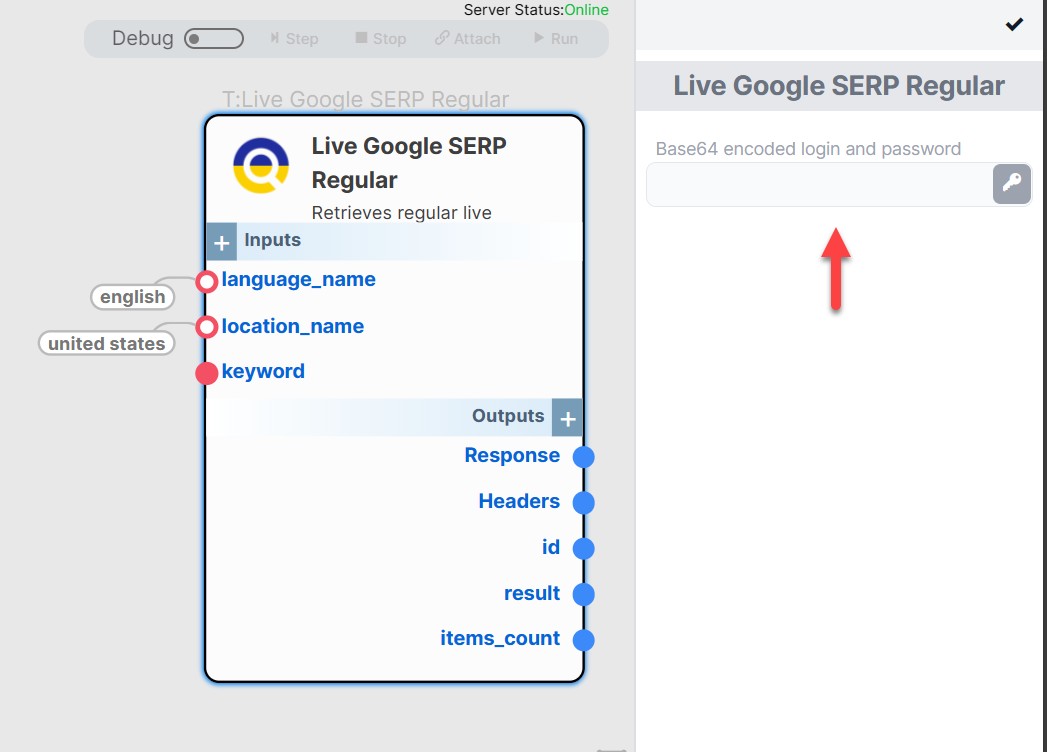 Server Status:Online
Debug Step Stop Attach Run
T:Live Google SERP Regular
Live Google SERP
Regular
Retrieves regular live
Inputs
language_name
english
location_name
united states
keyword
Outputs
Response
Headers
id
result
items_count
Live Google SERP Regular
Base64 encoded login and password